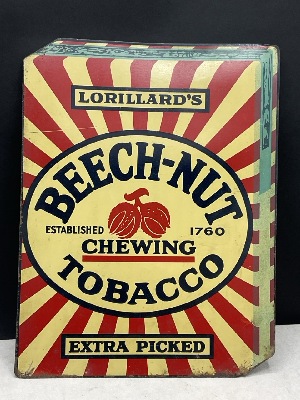 LORILLARD'S
BEECH-NUT
ESTABLISHED 1760
CHEWING
TOBACCO
EXTRA PICKED